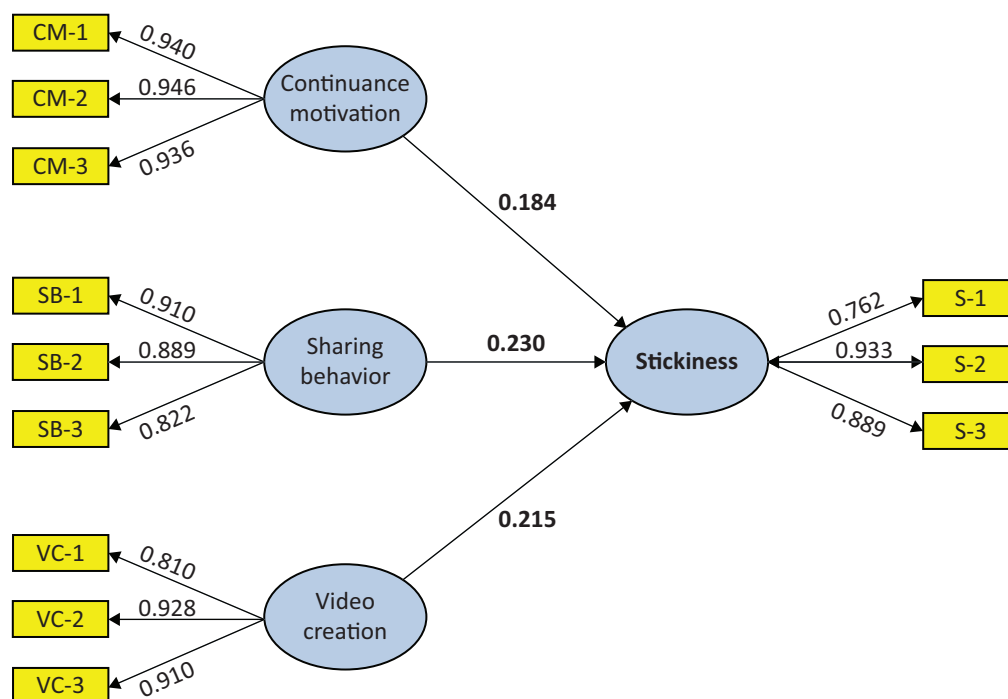 CM-1
0.940
CM-2
0.946
CM-3
0.936
Continuance
motivation
0.184
SB-1
0.910
SB-2
0.889
SB-3
0.822
Sharing
behavior
0.230
Stickiness
S-1
0.762
S-2
0.933
S-3
0.889
0.215
VC-1
0.810
VC-2
0.928
VC-3
0.910
Video
creation